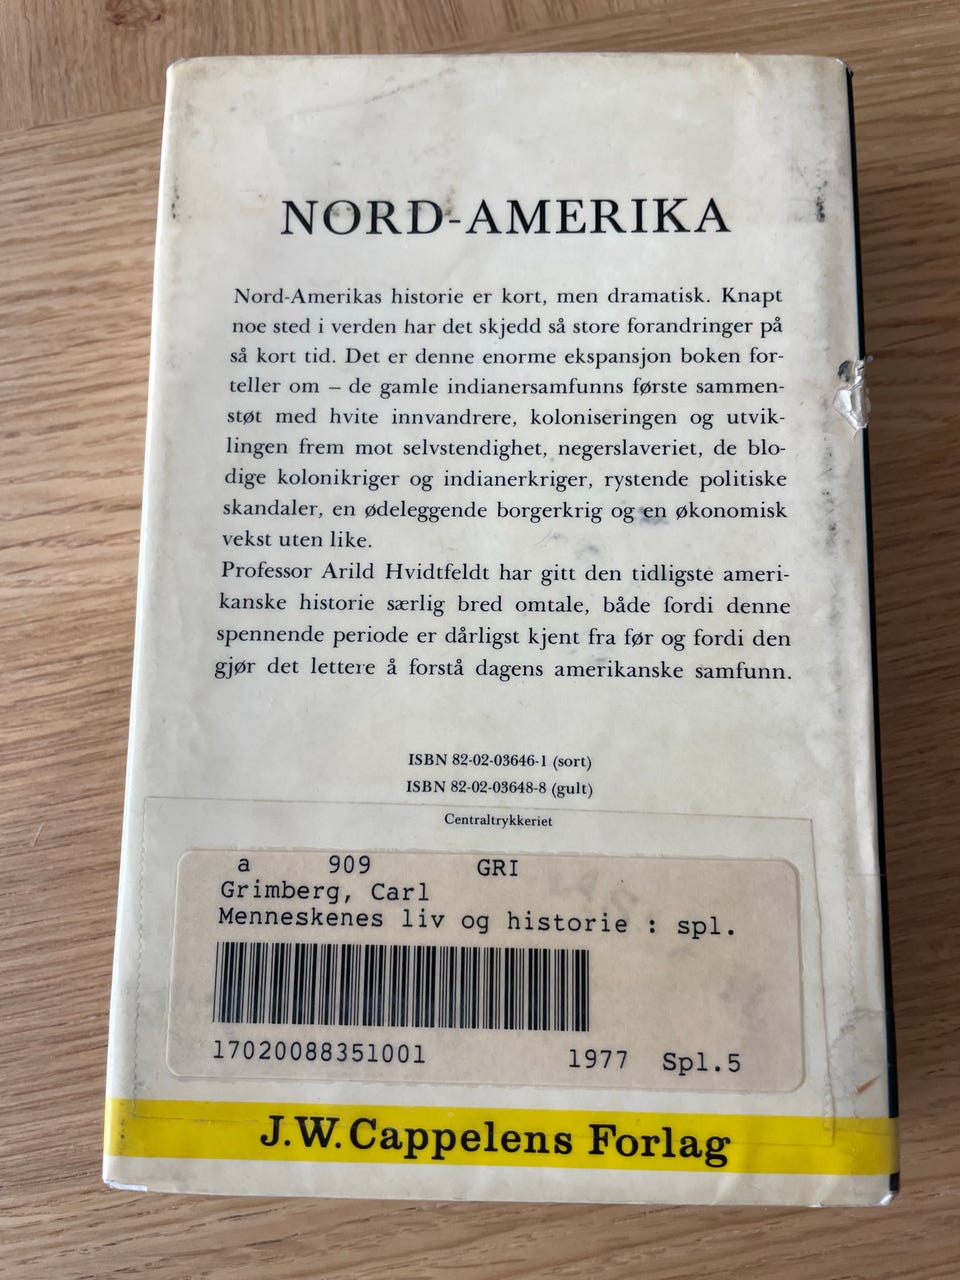 NORD-AMERIKA
Nord-Amerikas historie er kort, men dramatisk. Knapt
noe sted i verden har det skjedd så store forandringer på
så kort tid. Det er denne enorme ekspansjon boken for-
teller om – de gamle indianersamfunns første sammen-
støt med hvite innvandrere, koloniseringen og utvik-
lingen frem mot selvstendighet, negerslaveriet, de blo-
dige kolonikriger og indianerkriger, rystende politiske
skandaler, en ødeleggende borgerkrig og en økonomisk
vekst uten like.
Professor Arild Hvidtfeldt har gitt den tidligste ameri-
kanske historie særlig bred omtale, både fordi denne
spennende periode er dårligst kjent fra før og fordi den
gjør det lettere å forstå dagens amerikanske samfunn.
ISBN 82-02-03646-1 (sort)
ISBN 82-02-03648-8 (gult)
Centraltrykkeriet
a 909 GRI
Grimberg, Carl
Menneskenes liv og historie : spl.
17020088351001 1977 Spl.5
J.W.Cappelens Forlag